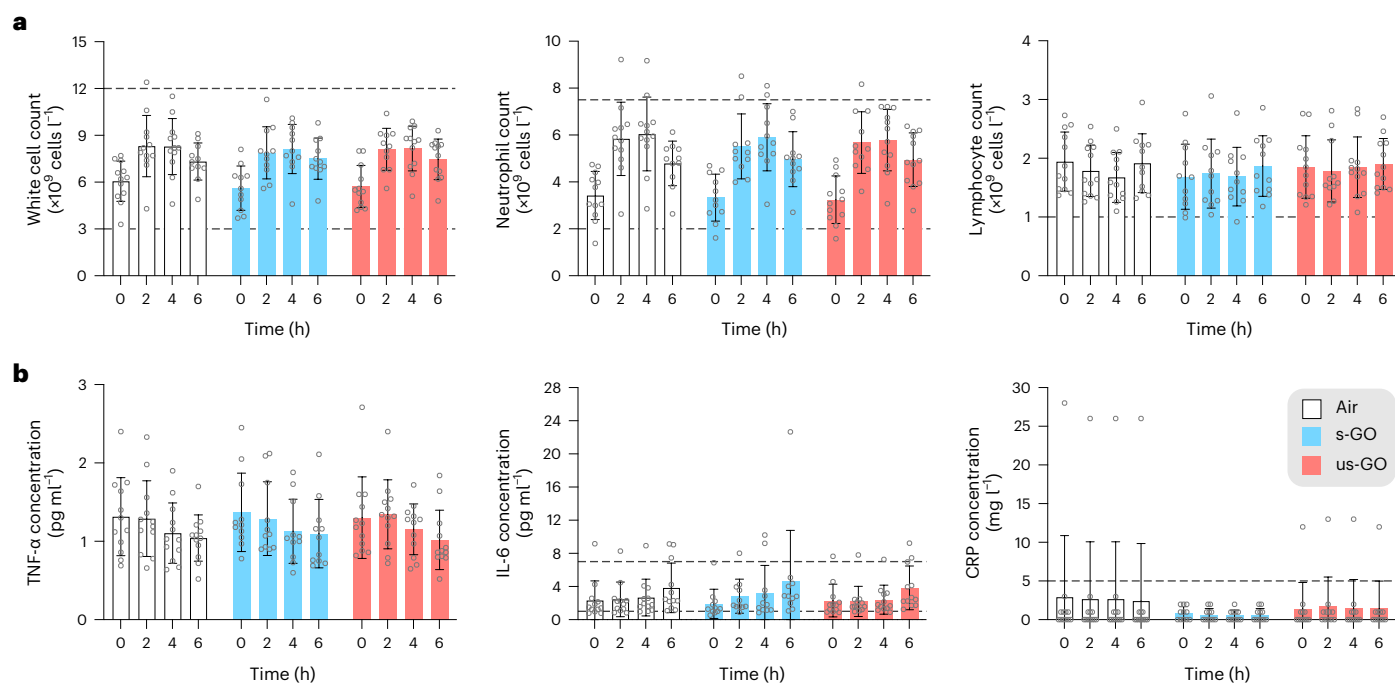 a
White cell count
(×10⁹ cells l⁻¹)
15
12
9
6
3
0
0 2 4 6 0 2 4 6 0 2 4 6
Time (h)
Neutrophil count
(×10⁹ cells l⁻¹)
10
8
6
4
2
0
0 2 4 6 0 2 4 6 0 2 4 6
Time (h)
Lymphocyte count
(×10⁹ cells l⁻¹)
4
3
2
1
0
0 2 4 6 0 2 4 6 0 2 4 6
Time (h)
b
TNF-α concentration
(pg ml⁻¹)
3
2
1
0
0 2 4 6 0 2 4 6 0 2 4 6
Time (h)
IL-6 concentration
(pg ml⁻¹)
28
24
20
16
12
8
4
0
0 2 4 6 0 2 4 6 0 2 4 6
Time (h)
CRP concentration
(mg l⁻¹)
30
25
20
15
10
5
0
0 2 4 6 0 2 4 6 0 2 4 6
Time (h)
Air
s-GO
us-GO